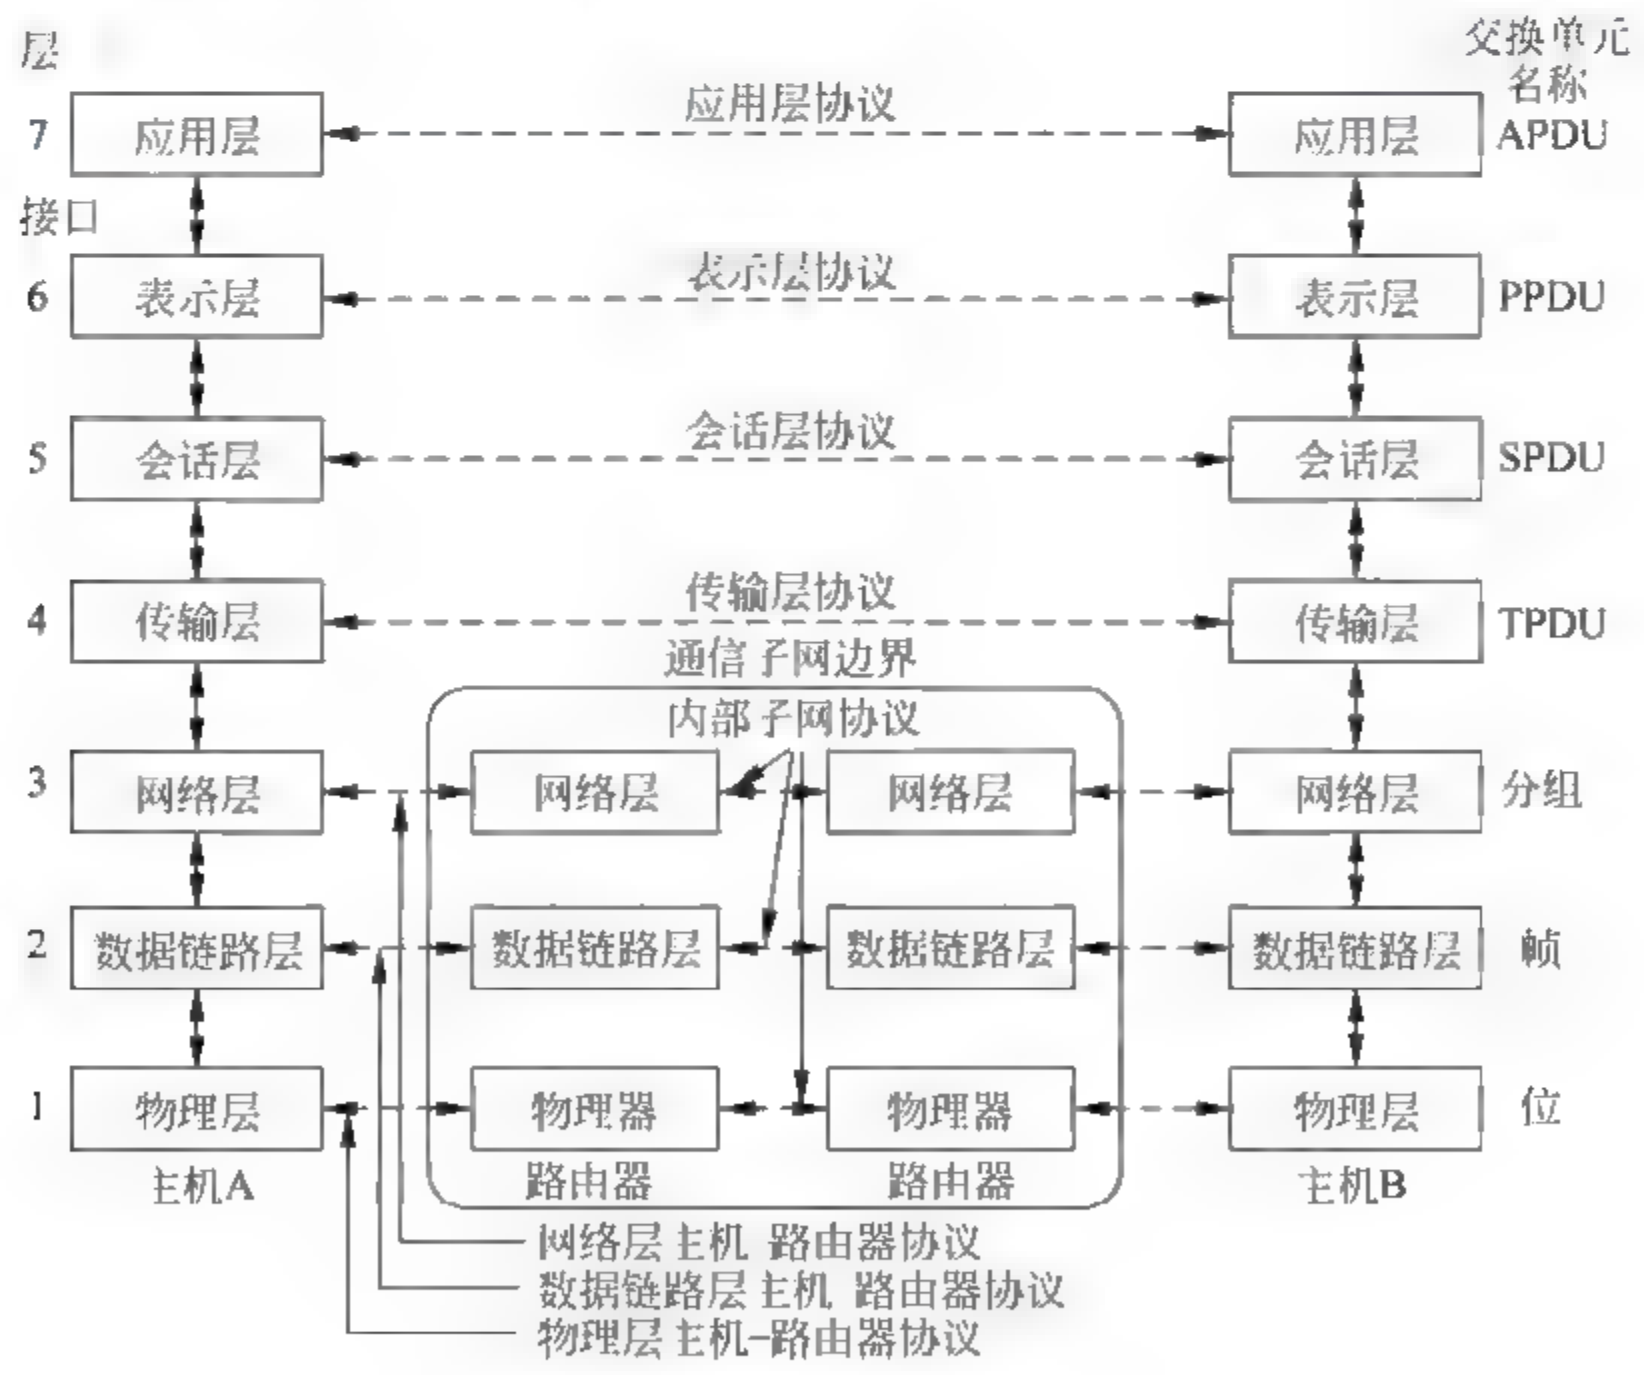 层
交换单元
名称
应用层协议
7
应用层
应用层
APDU
接口
表示层协议
6
表示层
表示层
PPDU
会话层协议
5
会话层
会话层
SPDU
传输层协议
4
传输层
传输层
TPDU
通信子网边界
内部子网协议
3
网络层
网络层
网络层
网络层
分组
2
数据链路层
数据链路层
数据链路层
数据链路层
帧
1
物理层
物理器
物理器
物理层
位
主机A
路由器
路由器
主机B
网络层主机 路由器协议
数据链路层主机 路由器协议
物理层主机-路由器协议